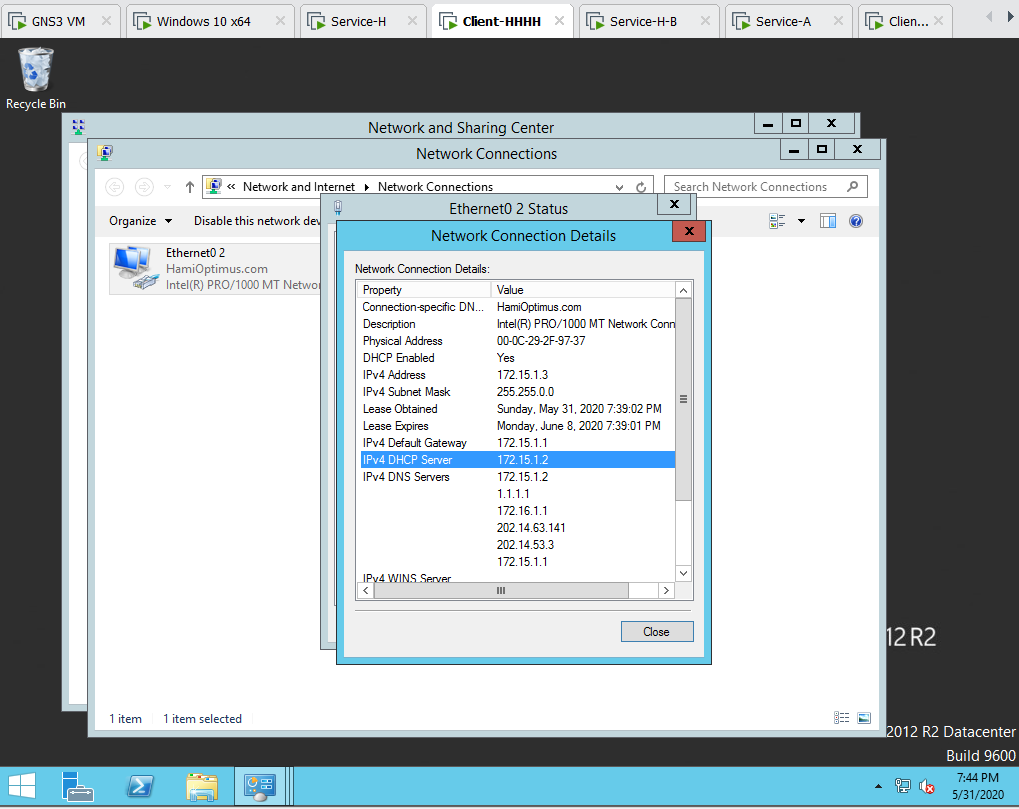 GNS3 VM
Windows 10 x64
Service-H
Client-HHHH
Service-H-B
Service-A
Clien...
Recycle Bin
Network and Sharing Center
Network Connections
« Network and Internet Network Connections
Search Network Connections
Organize
Disable this network dev
Ethernet0 2
HamiOptimus.com
Intel(R) PRO/1000 MT Networ
Ethernet0 2 Status
Network Connection Details
Network Connection Details:
Property Value
Connection-specific DN... HamiOptimus.com
Description Intel(R) PRO/1000 MT Network Conn
Physical Address 00-0C-29-2F-97-37
DHCP Enabled Yes
IPv4 Address 172.15.1.3
IPv4 Subnet Mask 255.255.0.0
Lease Obtained Sunday, May 31, 2020 7:39:02 PM
Lease Expires Monday, June 8, 2020 7:39:01 PM
IPv4 Default Gateway 172.15.1.1
IPv4 DHCP Server 172.15.1.2
IPv4 DNS Servers 172.15.1.2
1.1.1.1
172.16.1.1
202.14.63.141
202.14.53.3
172.15.1.1
IPv4 WINS Server
Close
12 R2
1 item 1 item selected
2012 R2 Datacenter
Build 9600
7:44 PM
5/31/2020